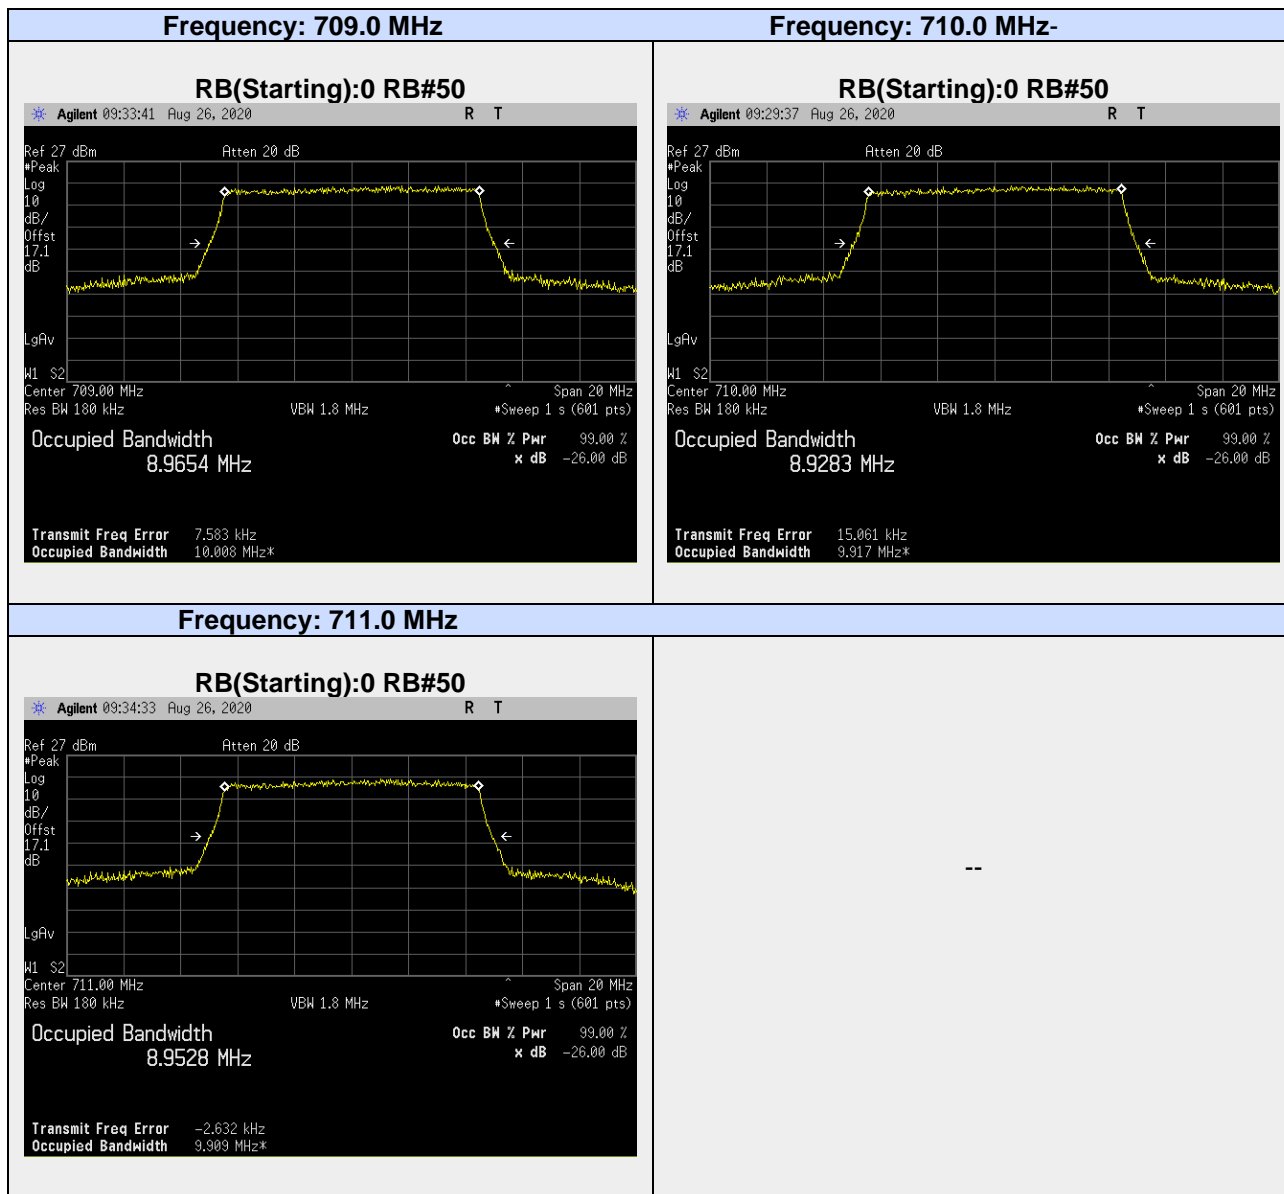 Frequency: 709.0 MHz
Frequency: 710.0 MHz-
RB(Starting):0 RB#50
Agilent 09:33:41 Aug 26, 2020 R T
Ref 27 dBm Atten 20 dB
#Peak
Log
10
dB/
Offst
17.1
dB
LgAv
W1 S2
Center 709.00 MHz ^ Span 20 MHz
Res BW 180 kHz VBW 1.8 MHz #Sweep 1 s (601 pts)
Occupied Bandwidth Occ BW % Pwr 99.00 %
8.9654 MHz x dB -26.00 dB
Transmit Freq Error 7.583 kHz
Occupied Bandwidth 10.008 MHz*
RB(Starting):0 RB#50
Agilent 09:29:37 Aug 26, 2020 R T
Ref 27 dBm Atten 20 dB
#Peak
Log
10
dB/
Offst
17.1
dB
LgAv
W1 S2
Center 710.00 MHz ^ Span 20 MHz
Res BW 180 kHz VBW 1.8 MHz #Sweep 1 s (601 pts)
Occupied Bandwidth Occ BW % Pwr 99.00 %
8.9283 MHz x dB -26.00 dB
Transmit Freq Error 15.061 kHz
Occupied Bandwidth 9.917 MHz*
Frequency: 711.0 MHz
RB(Starting):0 RB#50
Agilent 09:34:33 Aug 26, 2020 R T
Ref 27 dBm Atten 20 dB
#Peak
Log
10
dB/
Offst
17.1
dB
LgAv
W1 S2
Center 711.00 MHz ^ Span 20 MHz
Res BW 180 kHz VBW 1.8 MHz #Sweep 1 s (601 pts)
Occupied Bandwidth Occ BW % Pwr 99.00 %
8.9528 MHz x dB -26.00 dB
Transmit Freq Error -2.632 kHz
Occupied Bandwidth 9.909 MHz*
--